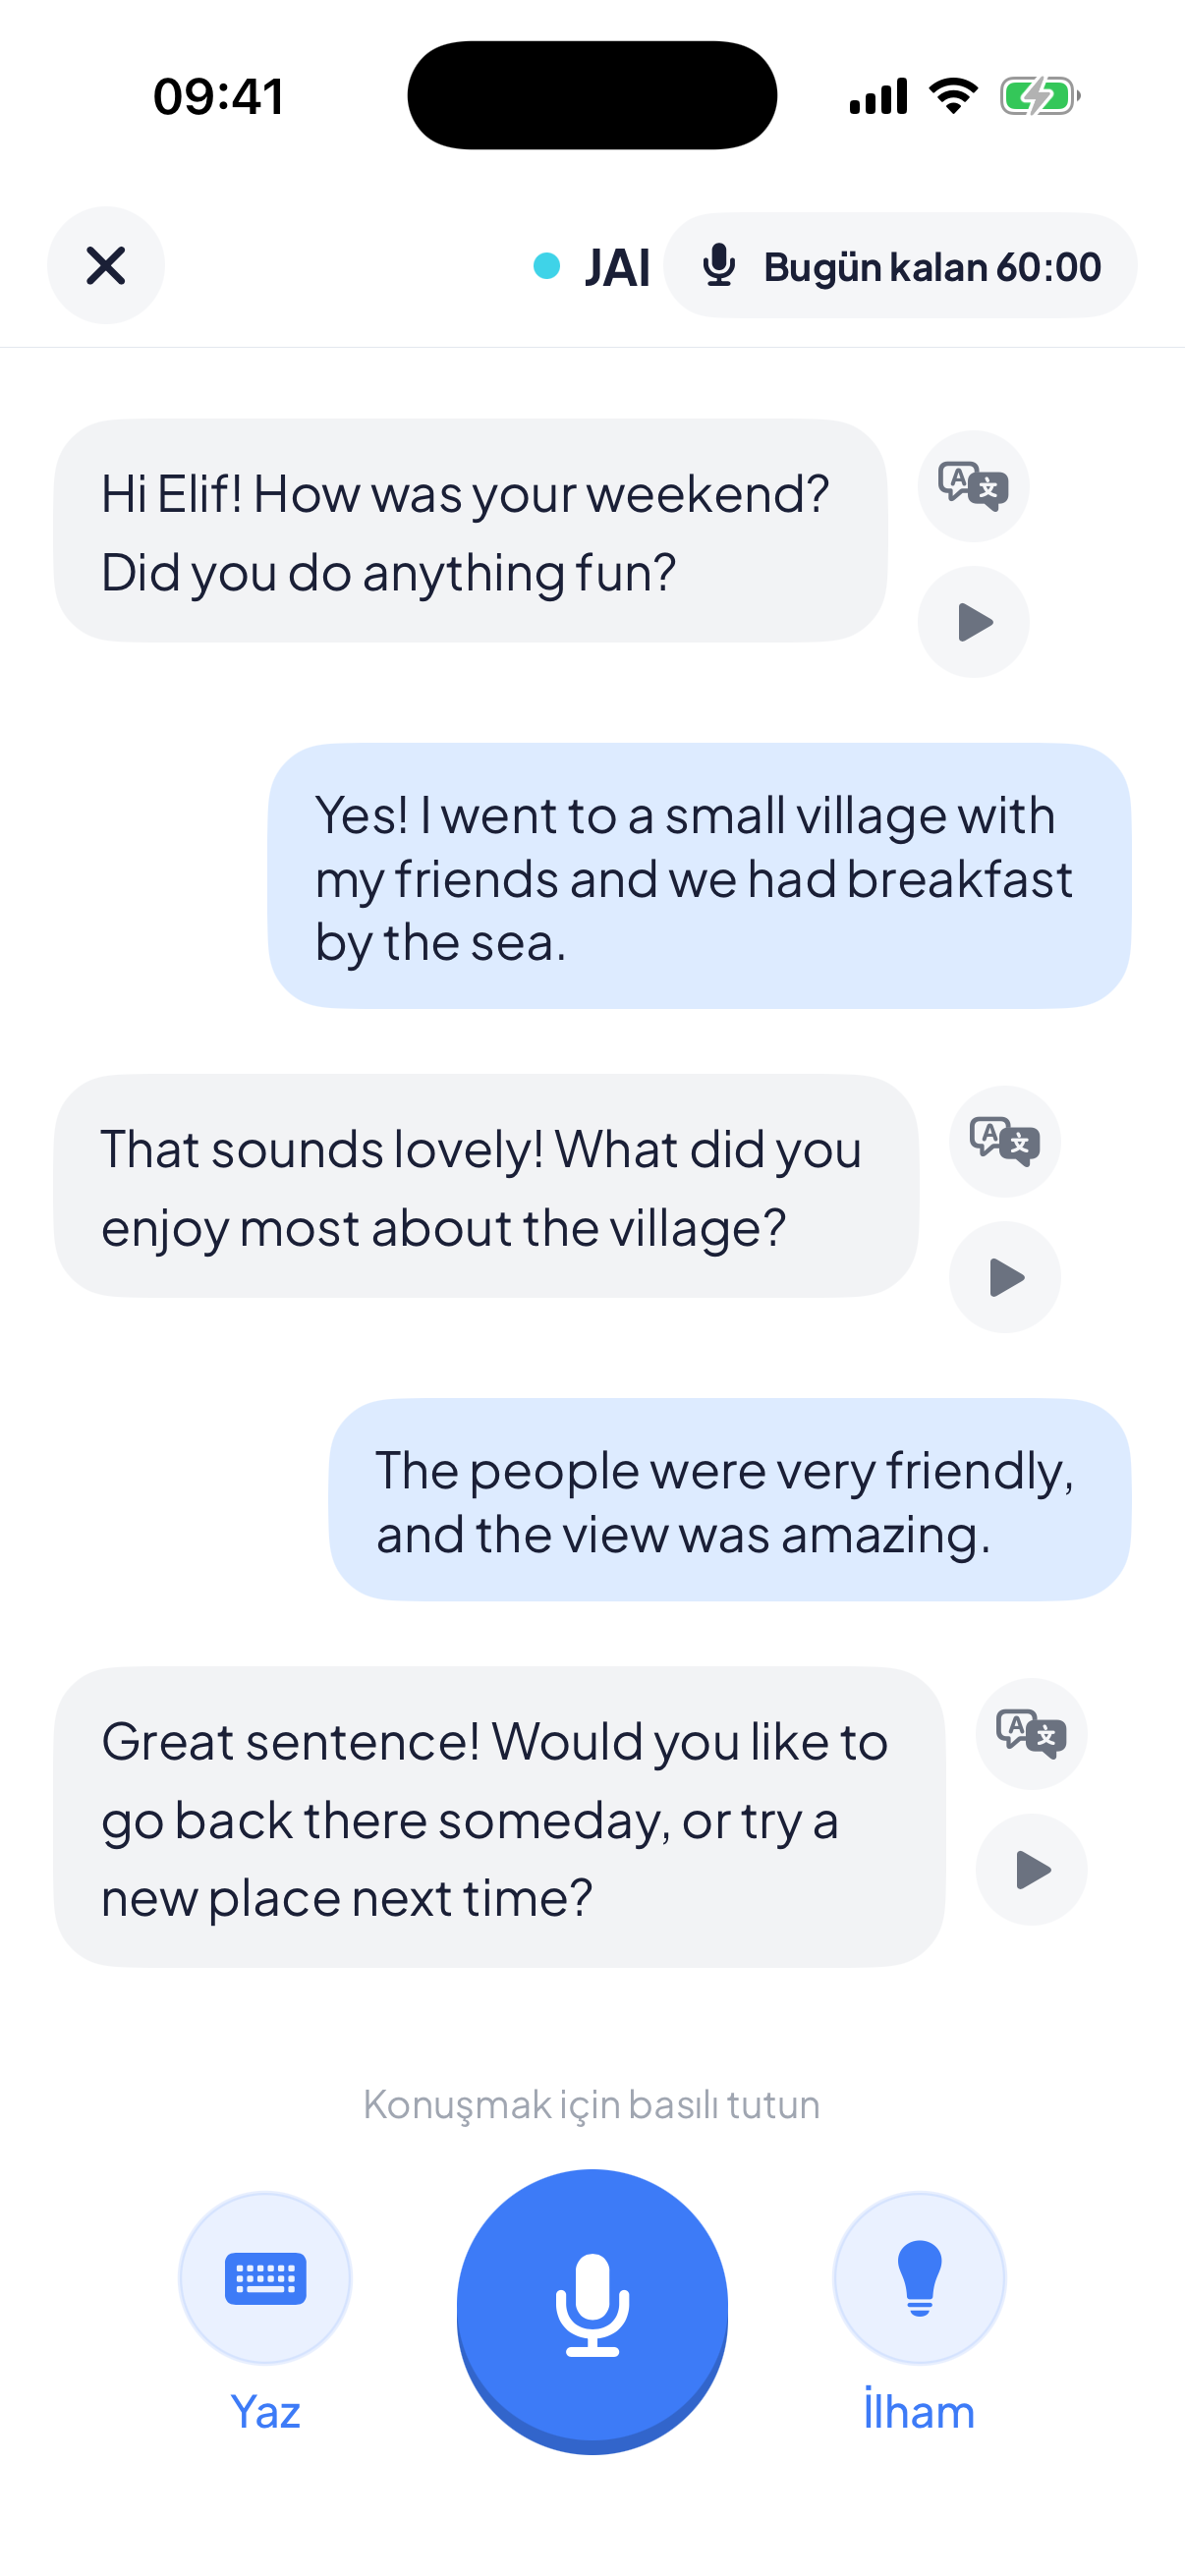 09:41
JAI
Bugün kalan 60:00
Hi Elif! How was your weekend?
Did you do anything fun?
Yes! I went to a small village with
my friends and we had breakfast
by the sea.
That sounds lovely! What did you
enjoy most about the village?
The people were very friendly,
and the view was amazing.
Great sentence! Would you like to
go back there someday, or try a
new place next time?
Konuşmak için basılı tutun
Yaz
İlham